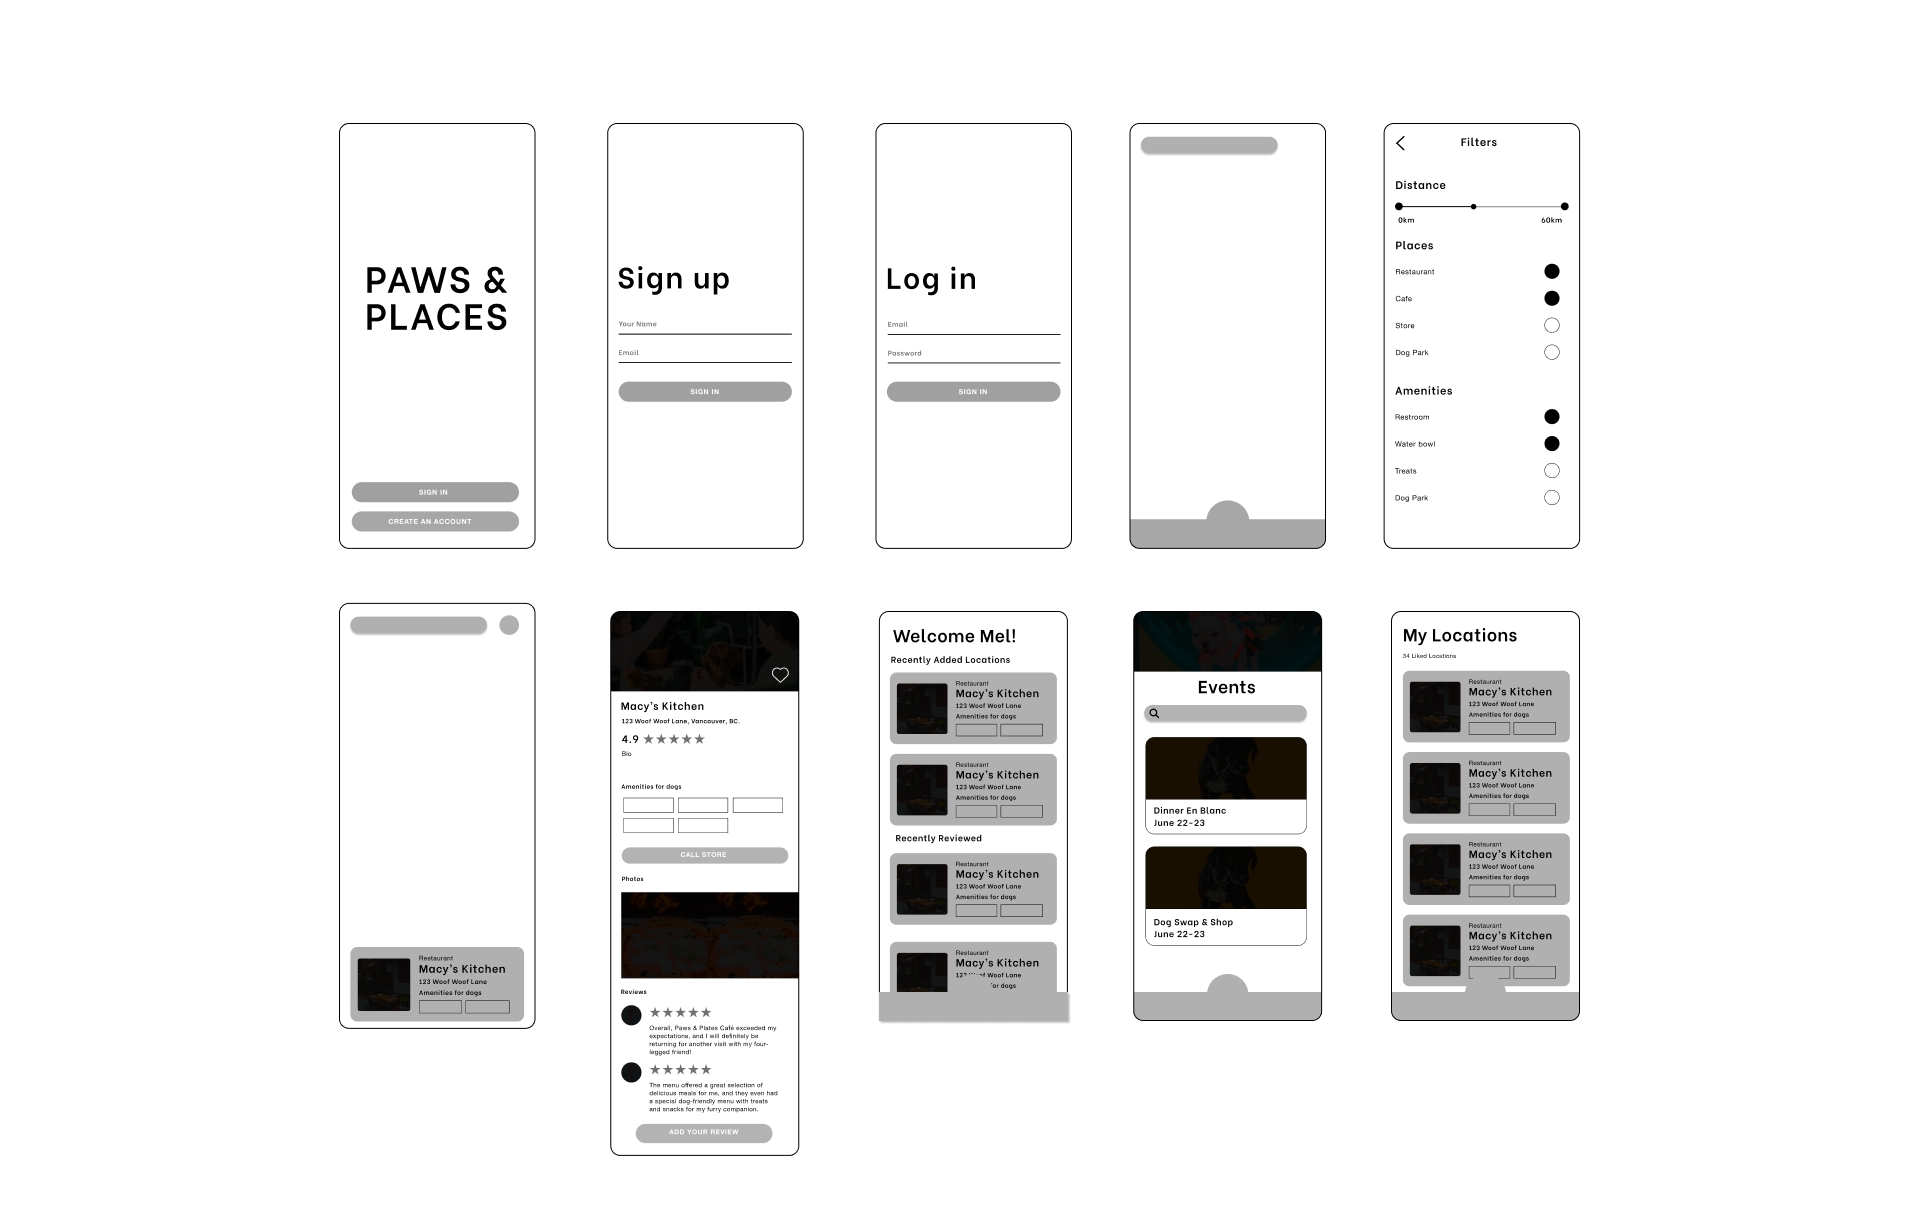 PAWS &
PLACES
SIGN IN
CREATE AN ACCOUNT
Sign up
Your Name
Email
SIGN IN
Log in
Email
Password
SIGN IN
Filters
Distance
0km
60km
Places
Restaurant
Cafe
Store
Dog Park
Amenities
Restroom
Water bowl
Treats
Dog Park
Restaurant
Macy's Kitchen
123 Woof Woof Lane
Amenities for dogs
Macy's Kitchen
123 Woof Woof Lane, Vancouver, BC.
4.9 ★★★★★
Bio
Amenities for dogs
CALL STORE
Photos
Reviews
★★★★★
Overall, Paws & Plates Café exceeded my
expectations, and I will definitely be
returning for another visit with my four-
legged friend!
★★★★★
The menu offered a great selection of
delicious meals for me, and they even had
a special dog-friendly menu with treats
and snacks for my furry companion.
ADD YOUR REVIEW
Welcome Mel!
Recently Added Locations
Restaurant
Macy's Kitchen
123 Woof Woof Lane
Amenities for dogs
Restaurant
Macy's Kitchen
123 Woof Woof Lane
Amenities for dogs
Recently Reviewed
Restaurant
Macy's Kitchen
123 Woof Woof Lane
Amenities for dogs
Restaurant
Macy's Kitchen
Woof Lane
for dogs
Events
Dinner En Blanc
June 22-23
Dog Swap & Shop
June 22-23
My Locations
34 Liked Locations
Restaurant
Macy's Kitchen
123 Woof Woof Lane
Amenities for dogs
Restaurant
Macy's Kitchen
123 Woof Woof Lane
Amenities for dogs
Restaurant
Macy's Kitchen
123 Woof Woof Lane
Amenities for dogs
Restaurant
Macy's Kitchen
123 Woof Woof Lane
Amenities for dogs